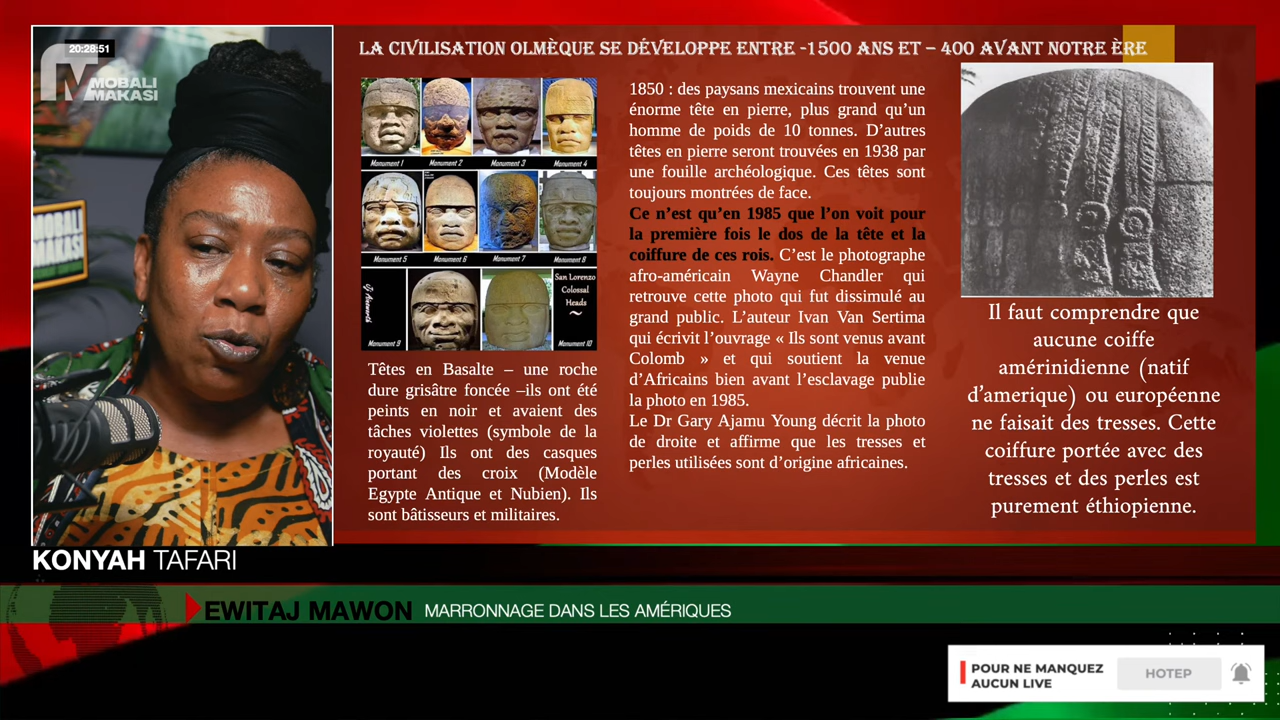 20:28:51
MOBALI
MAKASI
MOBALI
MAKASI
LA CIVILISATION OLMÈQUE SE DÉVELOPPE ENTRE -1500 ANS ET – 400 AVANT NOTRE ÈRE
Monument 1
Monument 2
Monument 3
Monument 4
Monument 5
Monument 6
Monument 7
Monument 8
Monument 9
San Lorenzo
Colossal
Heads
~
Monument 10
Têtes en Basalte – une roche
dure grisâtre foncée –ils ont été
peints en noir et avaient des
tâches violettes (symbole de la
royauté) Ils ont des casques
portant des croix (Modèle
Egypte Antique et Nubien). Ils
sont bâtisseurs et militaires.
1850 : des paysans mexicains trouvent une
énorme tête en pierre, plus grand qu’un
homme de poids de 10 tonnes. D’autres
têtes en pierre seront trouvées en 1938 par
une fouille archéologique. Ces têtes sont
toujours montrées de face.
Ce n’est qu’en 1985 que l’on voit pour
la première fois le dos de la tête et la
coiffure de ces rois. C’est le photographe
afro-américain Wayne Chandler qui
retrouve cette photo qui fut dissimulé au
grand public. L’auteur Ivan Van Sertima
qui écrivit l’ouvrage « Ils sont venus avant
Colomb » et qui soutient la venue
d’Africains bien avant l’esclavage publie
la photo en 1985.
Le Dr Gary Ajamu Young décrit la photo
de droite et affirme que les tresses et
perles utilisées sont d’origine africaines.
Il faut comprendre que
aucune coiffe
amérinidienne (natif
d’amerique) ou européenne
ne faisait des tresses. Cette
coiffure portée avec des
tresses et des perles est
purement éthiopienne.
KONYAH TAFARI
EWITAJ MAWON MARRONNAGE DANS LES AMÉRIQUES
POUR NE MANQUEZ
AUCUN LIVE
HOTEP